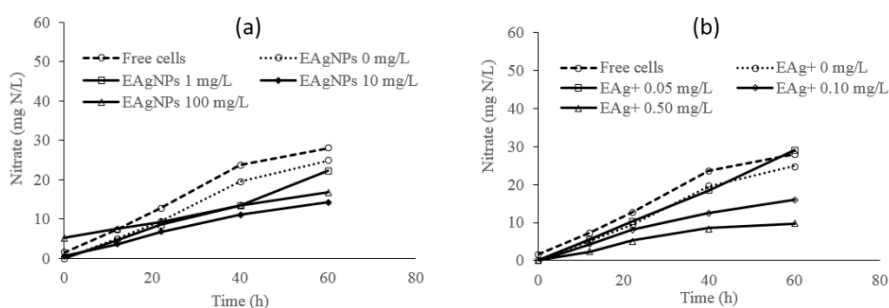 (a)
60
50
40
30
20
10
0
Nitrate (mg N/L)
Free cells
EAgNPs 0 mg/L
EAgNPs 1 mg/L
EAgNPs 10 mg/L
EAgNPs 100 mg/L
0 20 40 60 80
Time (h)
(b)
60
50
40
30
20
10
0
Nitrate (mg N/L)
Free cells
EAg+ 0 mg/L
EAg+ 0.05 mg/L
EAg+ 0.10 mg/L
EAg+ 0.50 mg/L
0 20 40 60 80
Time (h)